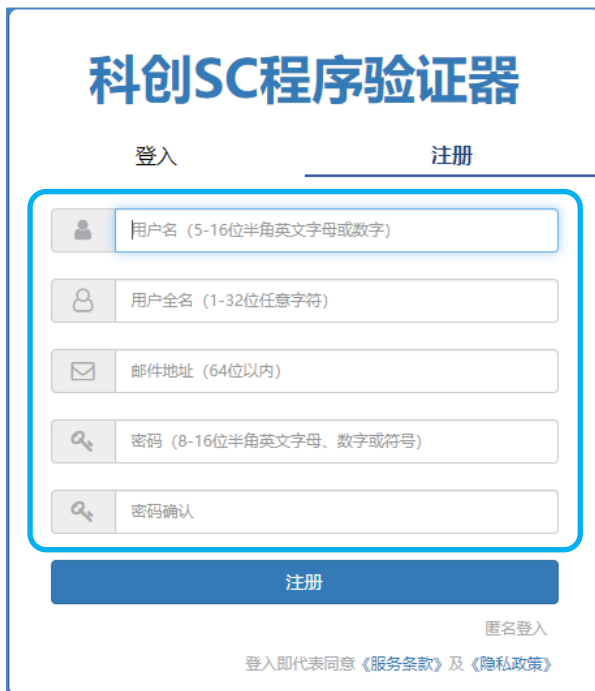 科创SC程序验证器
登入 注册
用户名（5-16位半角英文字母或数字）
用户全名（1-32位任意字符）
邮件地址（64位以内）
密码（8-16位半角英文字母、数字或符号）
密码确认
注册
匿名登入
登入即代表同意《服务条款》及《隐私政策》